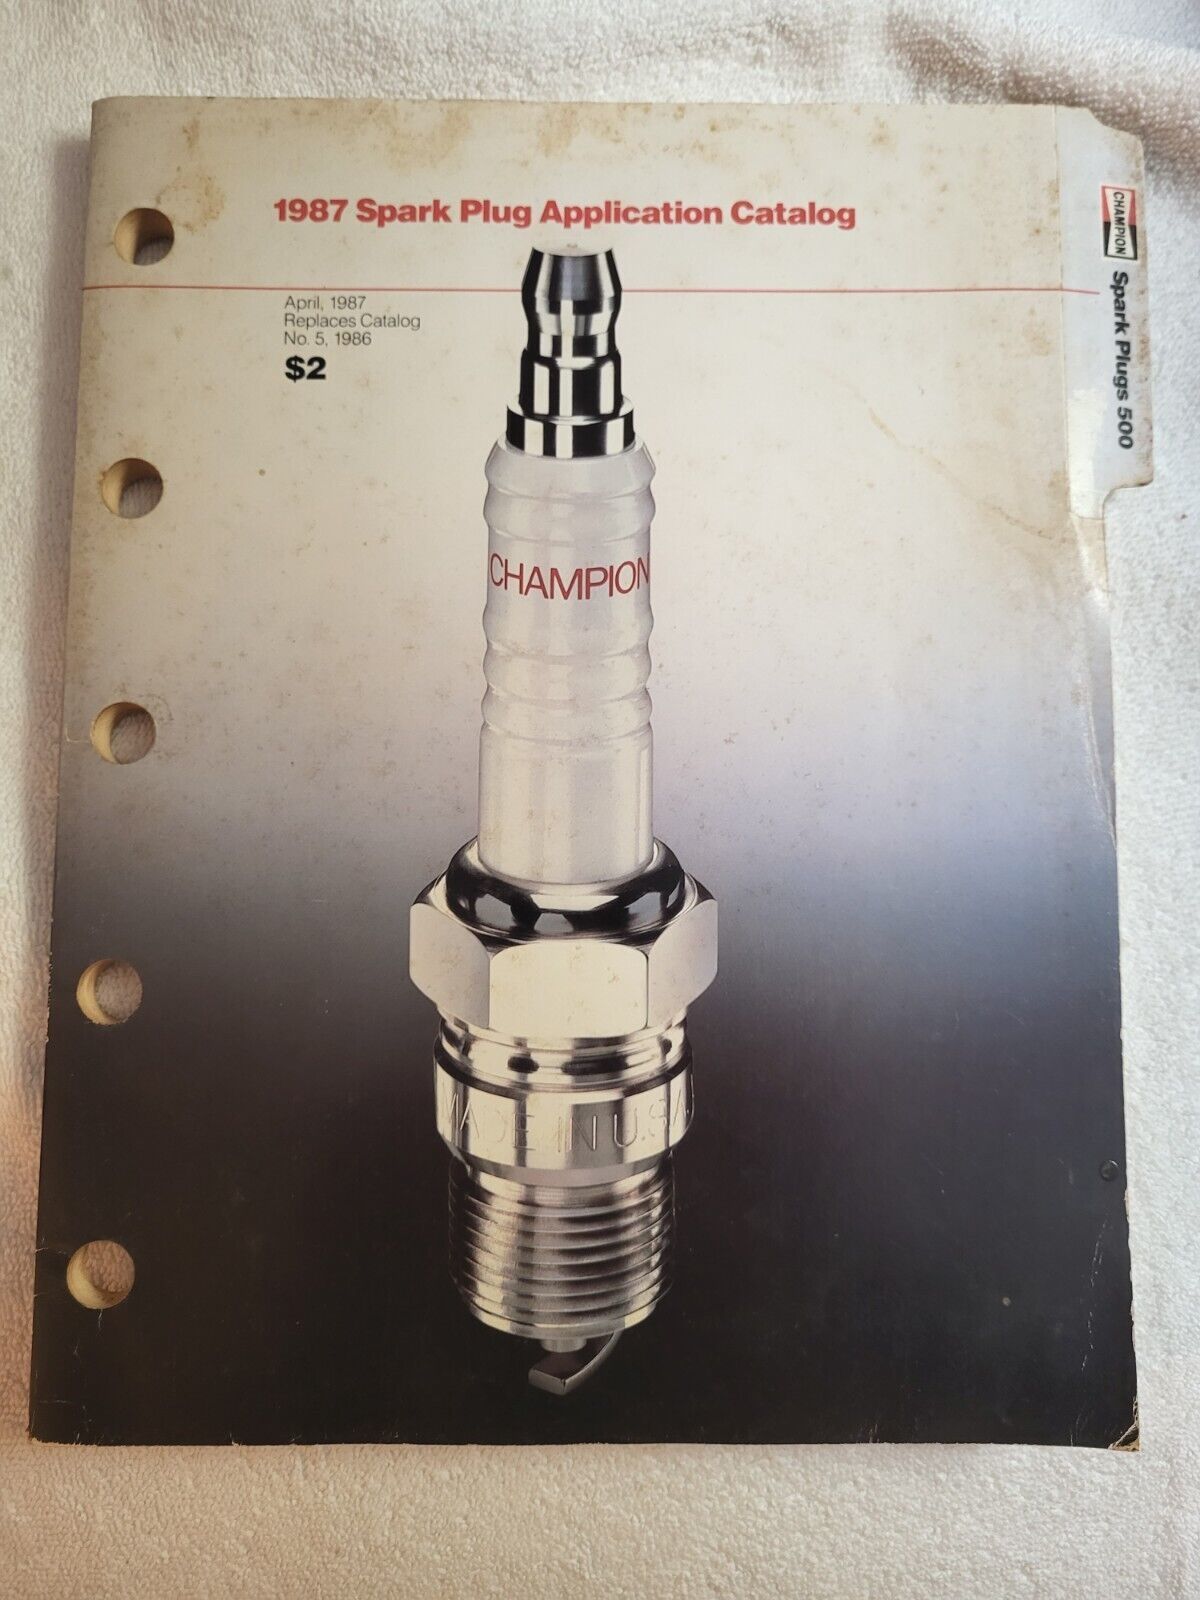 1987 Spark Plug Application Catalog
April, 1987
Replaces Catalog
No. 5, 1986
$2
CHAMPION
Spark Plugs 500
CHAMPION
MADE IN U.S.A.